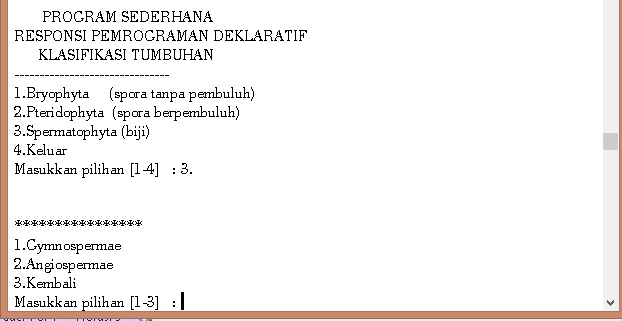 PROGRAM SEDERHANA
RESPONSI PEMROGRAMAN DEKLARATIF
KLASIFIKASI TUMBUHAN
-------------------------------
1.Bryophyta (spora tanpa pembuluh)
2.Pteridophyta (spora berpembuluh)
3.Spermatophyta (biji)
4.Keluar
Masukkan pilihan [1-4] : 3.
****************
1.Gymnospermae
2.Angiospermae
3.Kembali
Masukkan pilihan [1-3] :